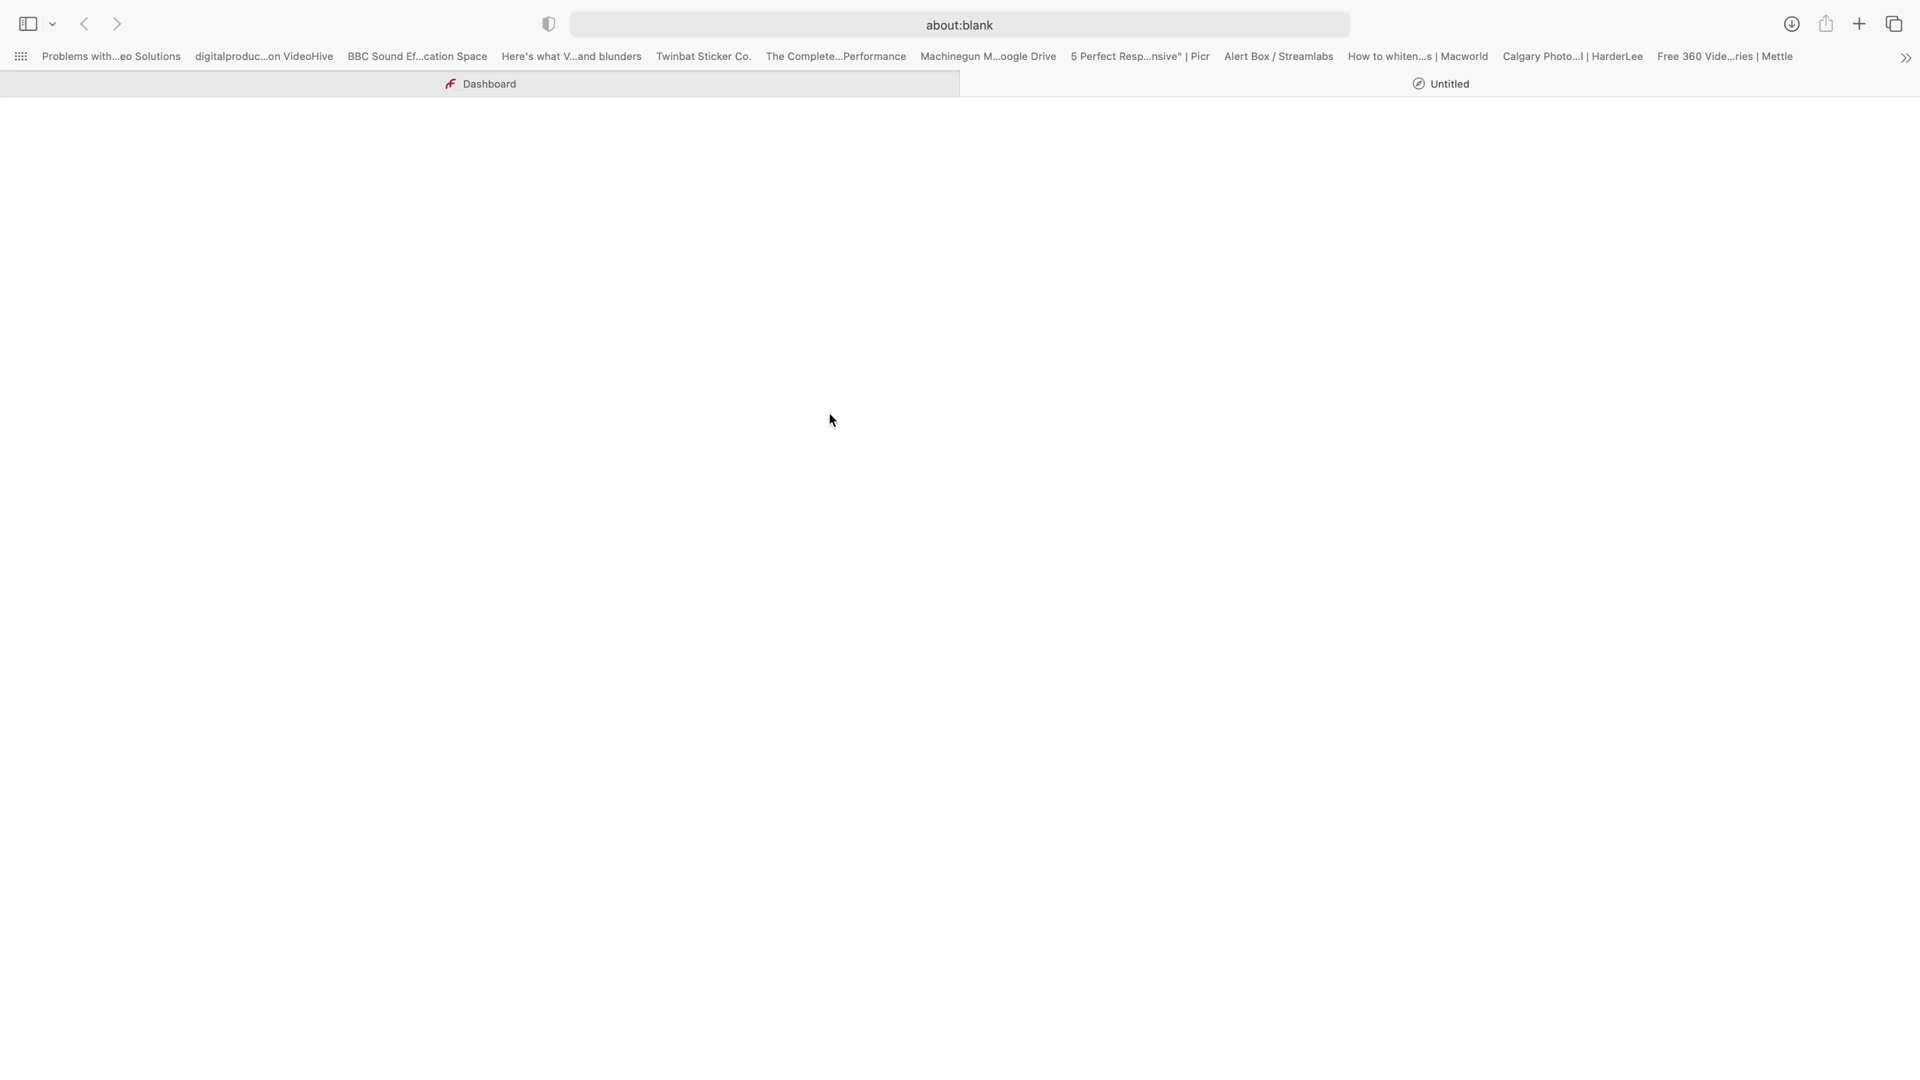 about:blank
Problems with...eo Solutions digitalproduc...on VideoHive BBC Sound Ef...cation Space Here's what V...and blunders Twinbat Sticker Co. The Complete...Performance Machinegun M...oogle Drive 5 Perfect Resp...nsive" | Picr Alert Box / Streamlabs How to whiten...s | Macworld Calgary Photo...l | HarderLee Free 360 Vide...ries | Mettle
Dashboard Untitled